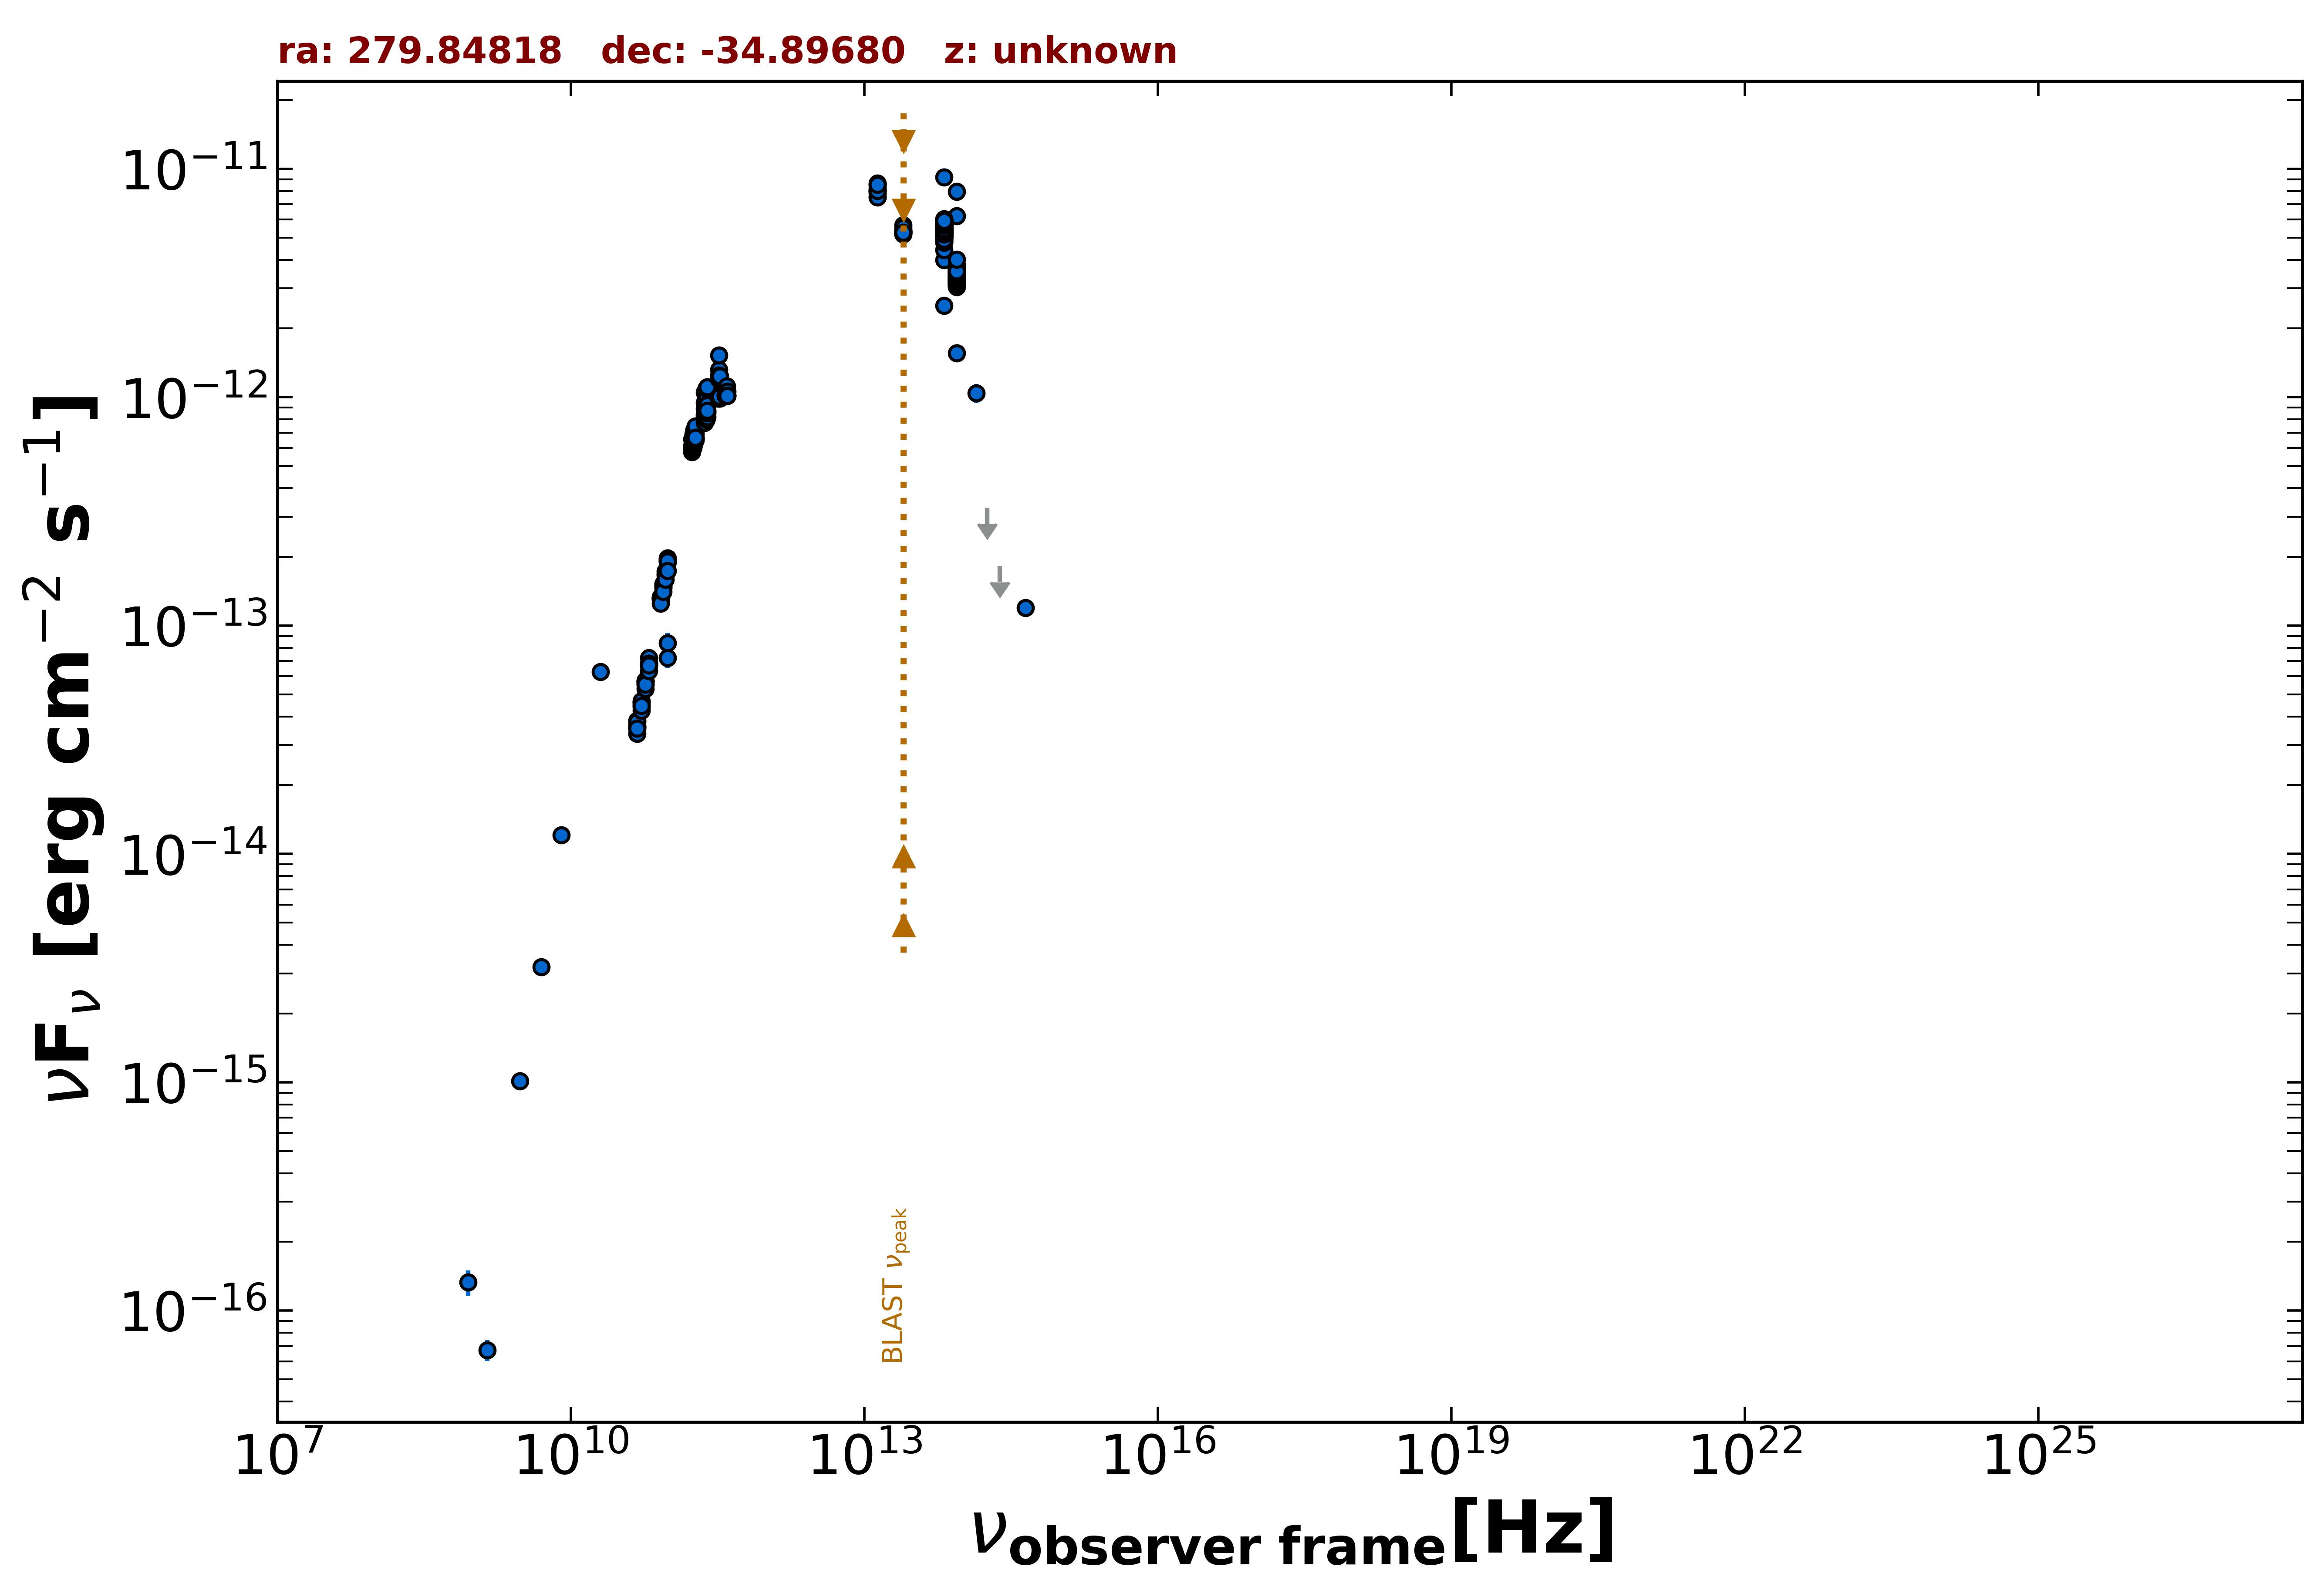 ra: 279.84818   dec: -34.89680   z: unknown
νFν [erg cm⁻² s⁻¹]
10⁻¹¹
10⁻¹²
10⁻¹³
10⁻¹⁴
10⁻¹⁵
10⁻¹⁶
BLAST νpeak
10⁷ 10¹⁰ 10¹³ 10¹⁶ 10¹⁹ 10²² 10²⁵
νobserver frame[Hz]